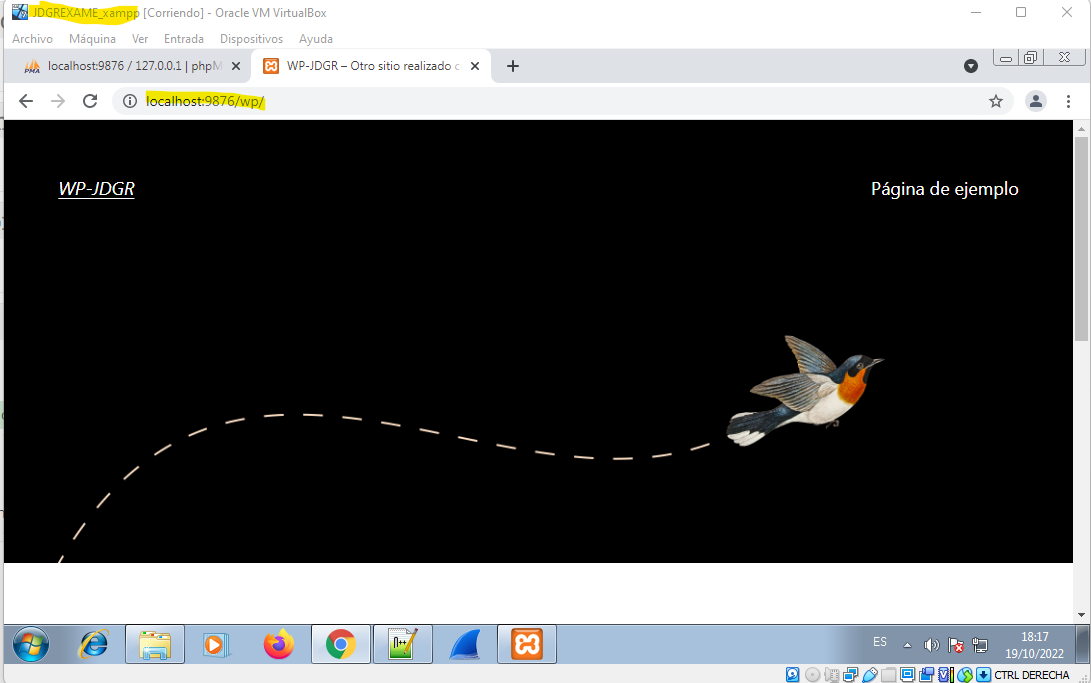 JDGREXAME_xampp [Corriendo] - Oracle VM VirtualBox
Archivo Máquina Ver Entrada Dispositivos Ayuda
PMA localhost:9876 / 127.0.0.1 | phpM WP-JDGR – Otro sitio realizado c
localhost:9876/wp/
WP-JDGR Página de ejemplo
ES 18:17
19/10/2022
CTRL DERECHA